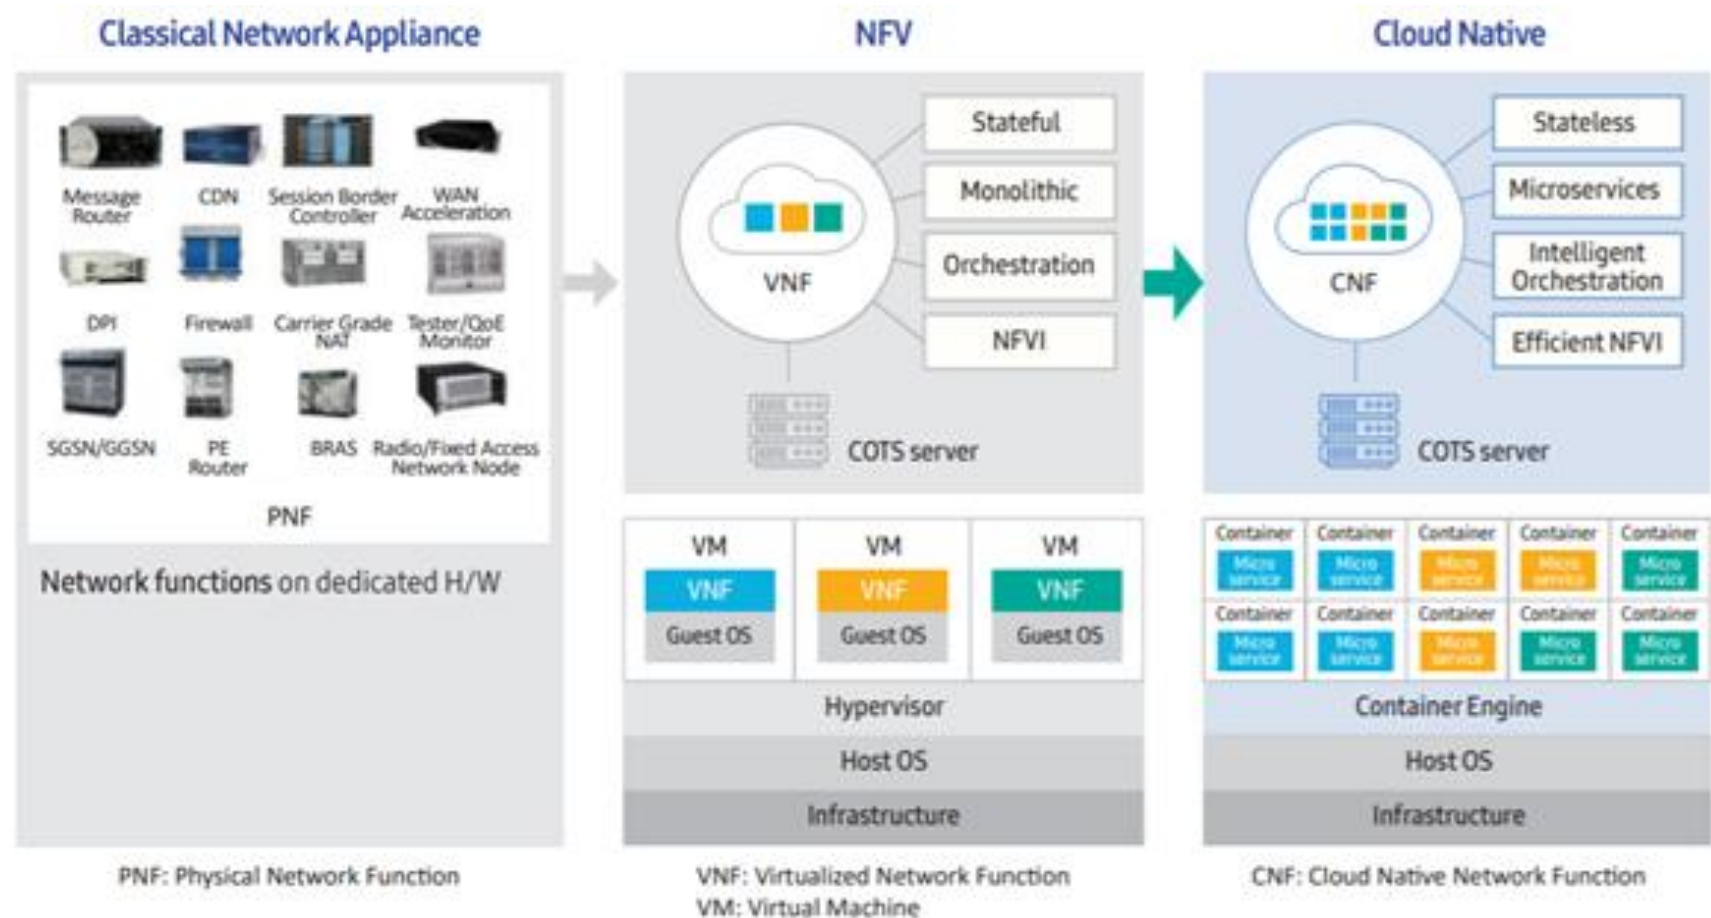 Classical Network Appliance
Message
Router
CDN
Session Border
Controller
WAN
Acceleration
DPI
Firewall
Carrier Grade
NAT
Tester/QoE
Monitor
SGSN/GGSN
PE
Router
BRAS
Radio/Fixed Access
Network Node
PNF
Network functions on dedicated H/W
PNF: Physical Network Function
NFV
VNF
Stateful
Monolithic
Orchestration
NFVI
COTS server
VM
VNF
Guest OS
VM
VNF
Guest OS
VM
VNF
Guest OS
Hypervisor
Host OS
Infrastructure
VNF: Virtualized Network Function
VM: Virtual Machine
Cloud Native
CNF
Stateless
Microservices
Intelligent
Orchestration
Efficient NFVI
COTS server
Container
Micro
service
Container
Micro
service
Container
Micro
service
Container
Micro
service
Container
Micro
service
Container
Micro
service
Container
Micro
service
Container
Micro
service
Container
Micro
service
Container
Micro
service
Container Engine
Host OS
Infrastructure
CNF: Cloud Native Network Function